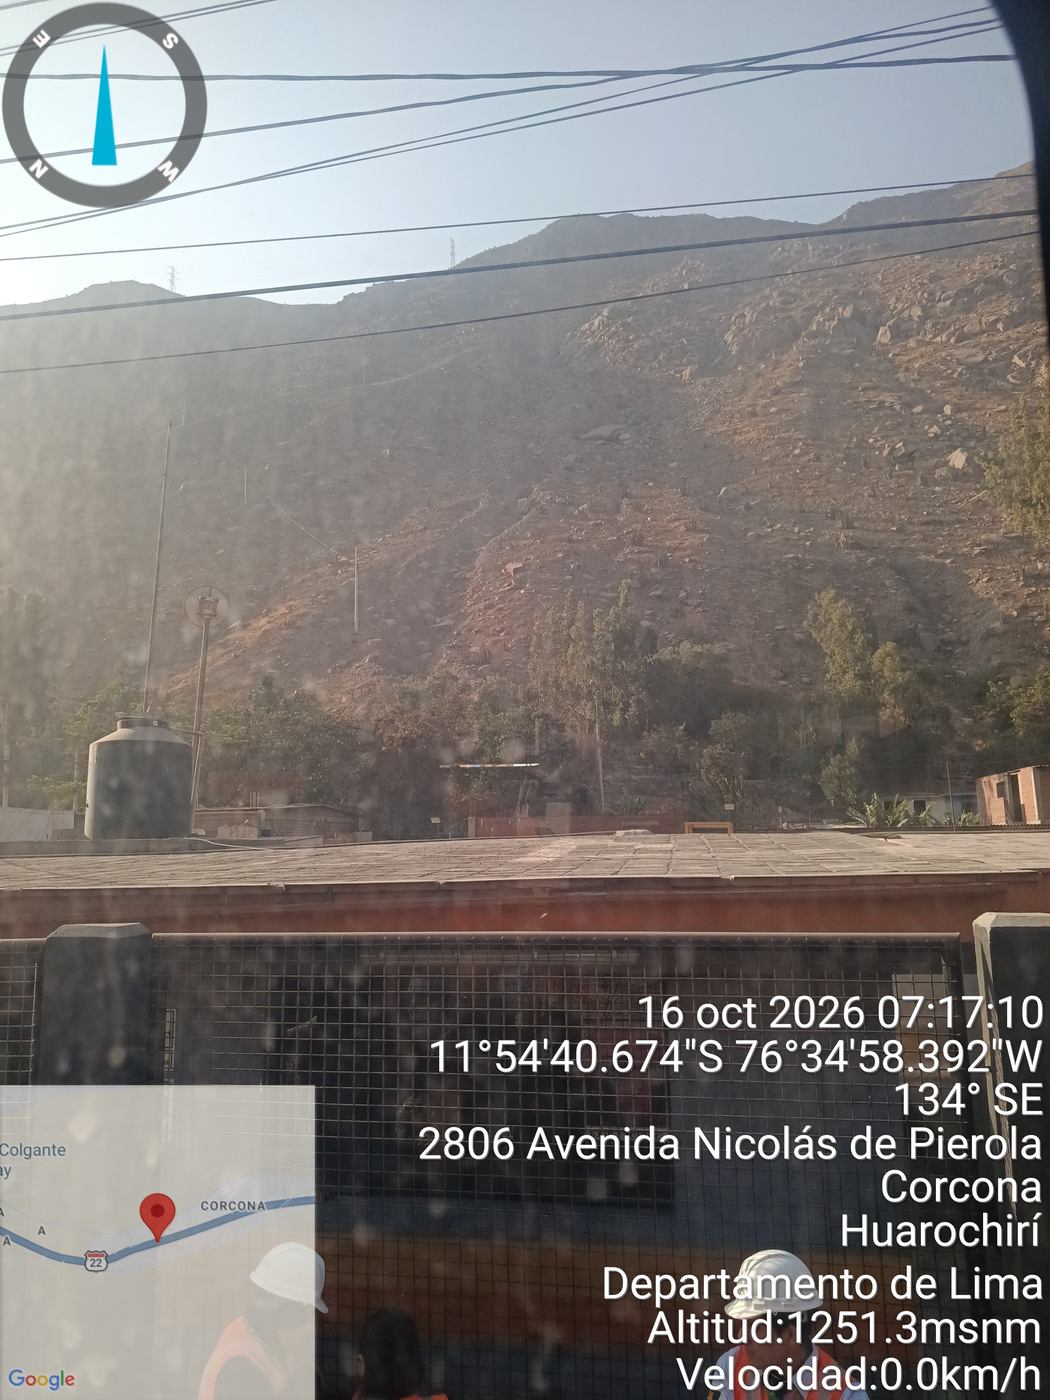 E
S
N
W
16 oct 2026 07:17:10
11°54'40.674"S 76°34'58.392"W
134° SE
2806 Avenida Nicolás de Pierola
Corcona
Huarochirí
Departamento de Lima
Altitud:1251.3msnm
Velocidad:0.0km/h
Colgante
ay
CORCONA
A
A
A
22
Google